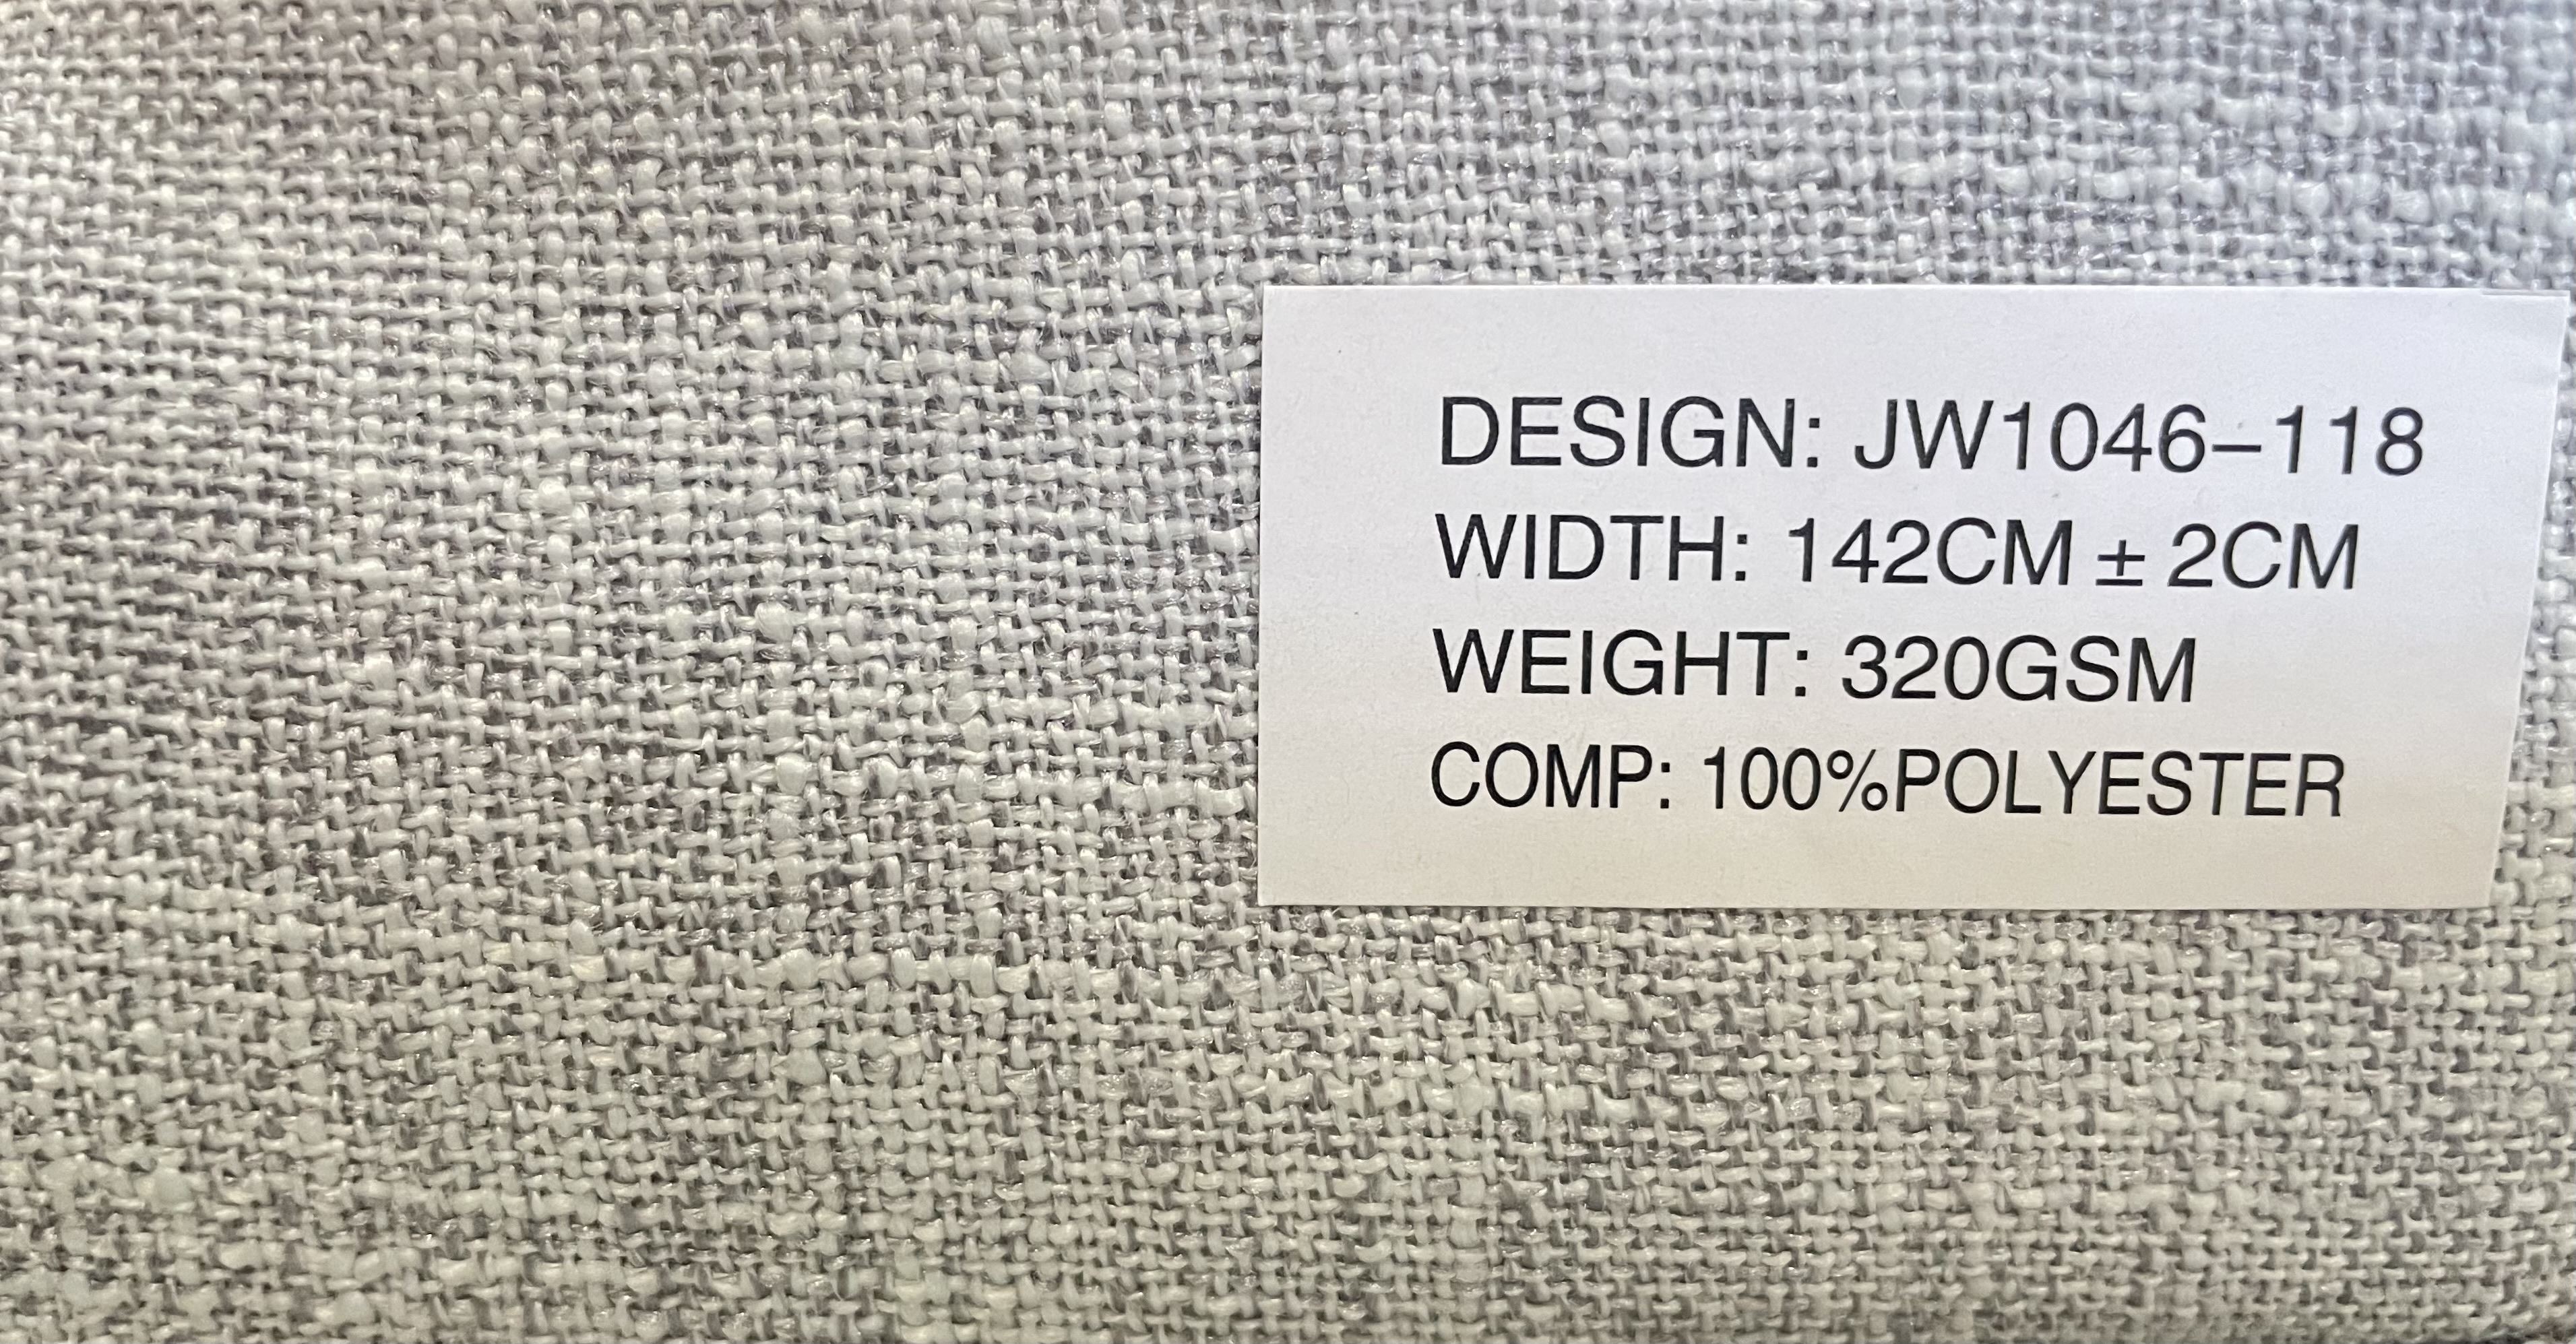 DESIGN: JW1046-118
WIDTH: 142CM ± 2CM
WEIGHT: 320GSM
COMP: 100%POLYESTER